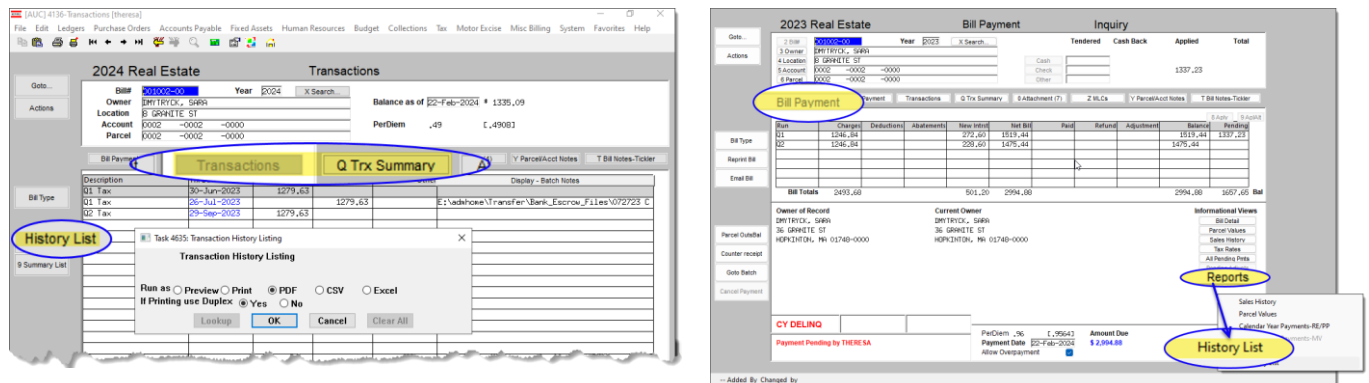 [AUC] 4136-Transactions [theresa]
File Edit Ledgers Purchase Orders Accounts Payable Fixed Assets Human Resources Budget Collections Tax Motor Excise Misc Billing System Favorites Help
2024 Real Estate Transactions
Goto...
Actions
Bill# 001002-00 Year 2024 X Search...
Owner DMYTRYCK, SARA Balance as of 22-Feb-2024 * 1335.09
Location 8 GRANITE ST
Account 0002 -0002 -0000 PerDiem .49 [.4908]
Parcel 0002 -0002 -0000
Bill Payment Transactions Q Trx Summary Y Parcel/Acct Notes T Bill Notes-Tickler
Description Other Display - Batch Notes
Q1 Tax 30-Jun-2023 1279.63
Q1 Tax 26-Jul-2023 1279.63 E:\admhome\Transfer\Bank_Escrow_Files\072723 C
Q2 Tax 29-Sep-2023 1279.63
Bill Type
History List
9 Summary List
Task 4635: Transaction History Listing
Transaction History Listing
Run as Preview Print PDF CSV Excel
If Printing use Duplex Yes No
Lookup OK Cancel Clear All
2023 Real Estate Bill Payment Inquiry
Goto...
Actions
2 Bill# 001002-00 Year 2023 X Search... Tendered Cash Back Applied Total
3 Owner DMYTRYCK, SARA
4 Location 8 GRANITE ST Cash
5 Account 0002 -0002 -0000 Check 1337.23
6 Parcel 0002 -0002 -0000 Other
Bill Payment Payment Transactions Q Trx Summary 0 Attachment (7) Z MLCs Y Parcel/Acct Notes T Bill Notes-Tickler
8 Aply 9 AplAll
Run Charges Deductions Abatements New Intrst Net Bill Paid Refund Adjustment Balance Pending
Q1 1246.84 272.60 1519.44 1519.44 1337.23
Q2 1246.84 228.60 1475.44 1475.44
Bill Totals 2493.68 501.20 2994.88 2994.88 1657.65 Bal
Bill Type
Reprint Bill
Email Bill
Parcel OutsBal
Counter receipt
Goto Batch
Cancel Payment
Owner of Record Current Owner Informational Views
DMYTRYCK, SARA DMYTRYCK, SARA Bill Detail
36 GRANITE ST 36 GRANITE ST Parcel Values
HOPKINTON, MA 01748-0000 HOPKINTON, MA 01748-0000 Sales History
Tax Rates
All Pending Pmts
Reports
Sales History
Parcel Values
Calendar Year Payments-RE/PP
Payments-MV
History List
CY DELINQ
Payment Pending by THERESA
PerDiem .96 [.9564] Amount Due
Payment Date 22-Feb-2024 $ 2,994.88
Allow Overpayment
-- Added By Changed by